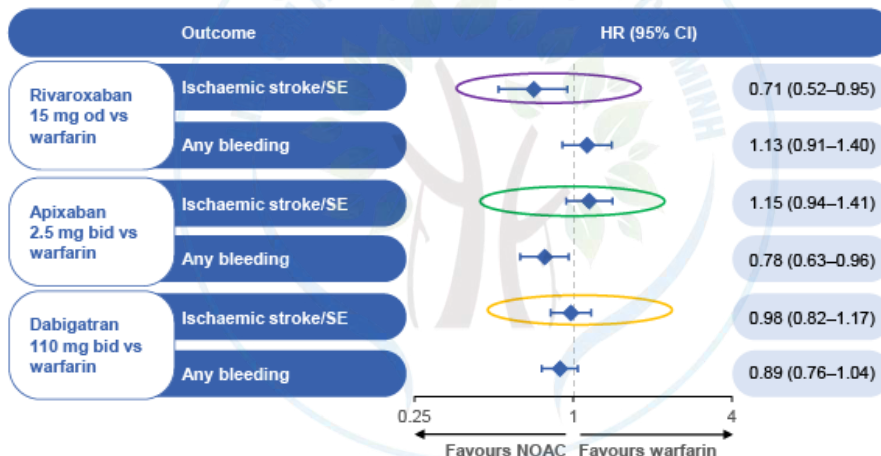 Outcome HR (95% CI)
Rivaroxaban
15 mg od vs
warfarin
Ischaemic stroke/SE 0.71 (0.52–0.95)
Any bleeding 1.13 (0.91–1.40)
Apixaban
2.5 mg bid vs
warfarin
Ischaemic stroke/SE 1.15 (0.94–1.41)
Any bleeding 0.78 (0.63–0.96)
Dabigatran
110 mg bid vs
warfarin
Ischaemic stroke/SE 0.98 (0.82–1.17)
Any bleeding 0.89 (0.76–1.04)
0.25 1 4
Favours NOAC Favours warfarin
MINH